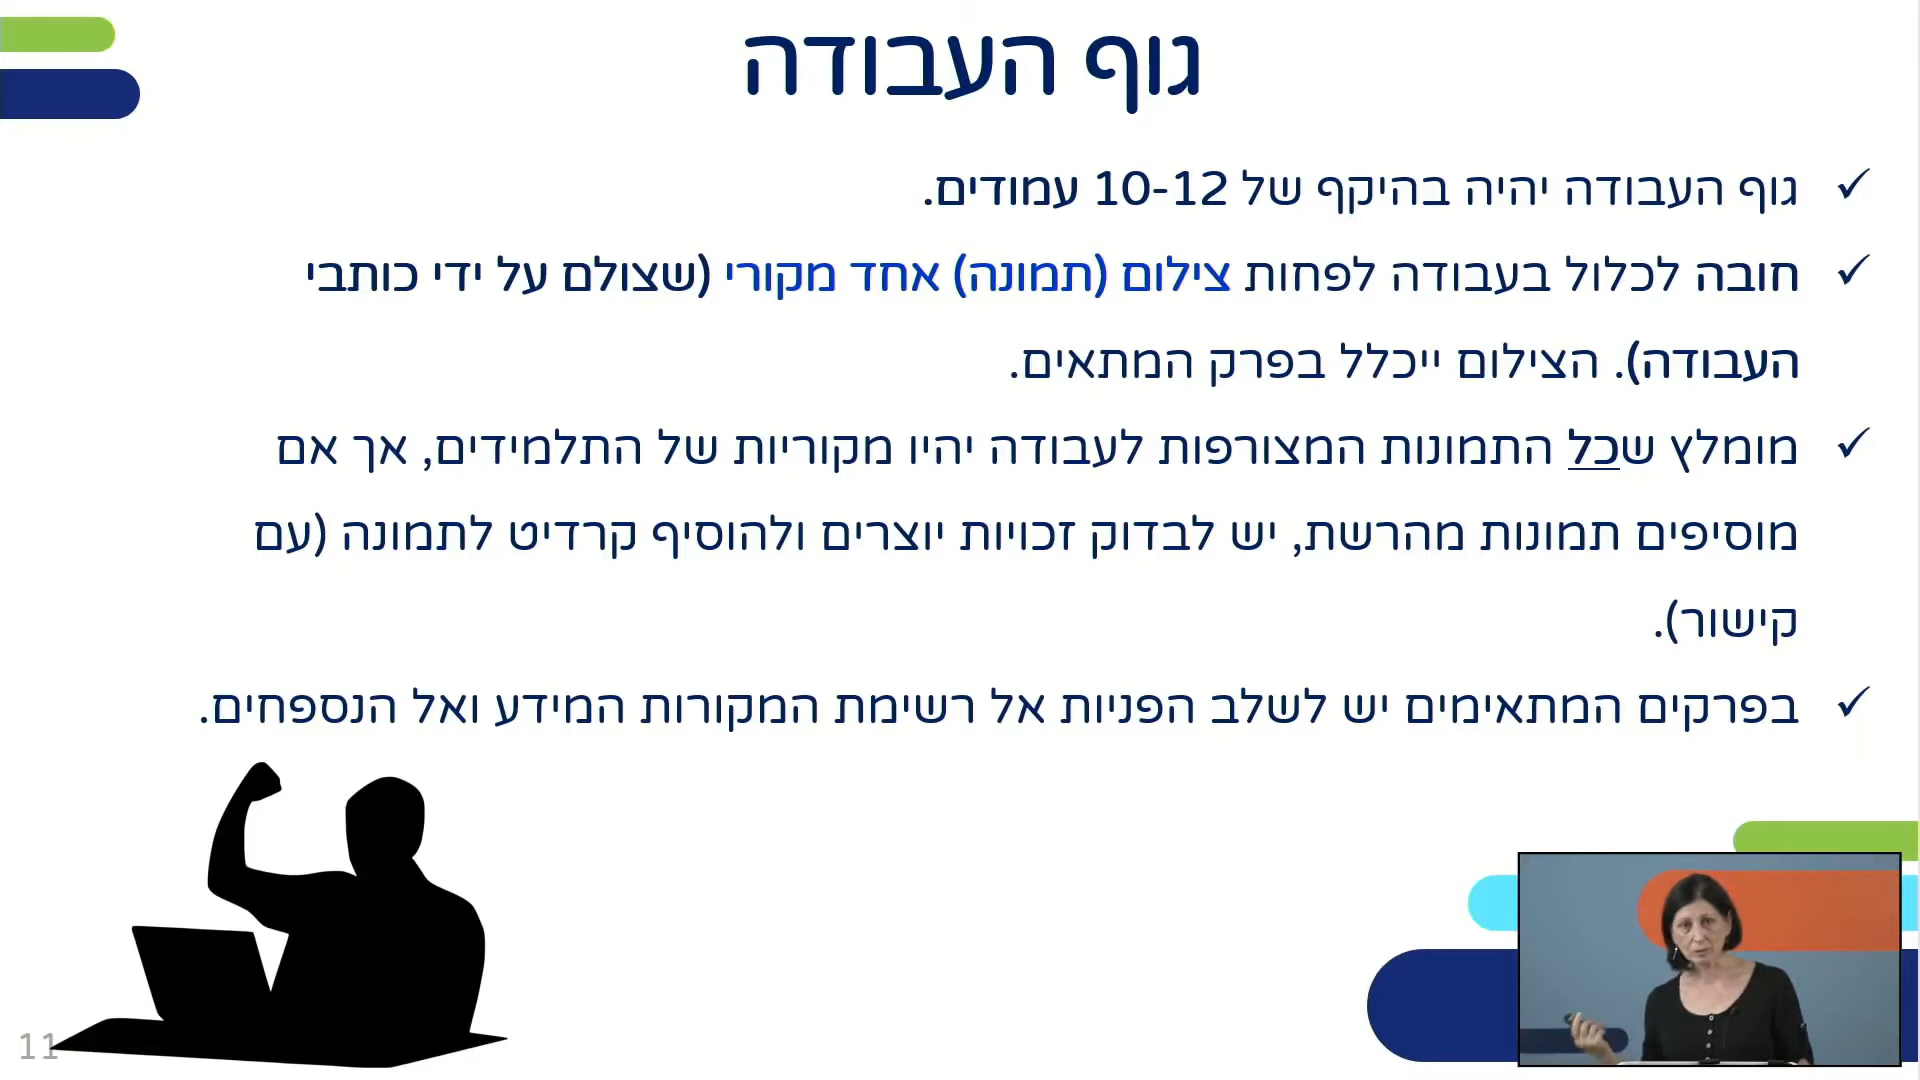 גוף העבודה
✓ גוף העבודה יהיה בהיקף של 10-12 עמודים.
✓ חובה לכלול בעבודה לפחות צילום (תמונה) אחד מקורי (שצולם על ידי כותבי
העבודה). הצילום ייכלל בפרק המתאים.
✓ מומלץ שכל התמונות המצורפות לעבודה יהיו מקוריות של התלמידים, אך אם
מוסיפים תמונות מהרשת, יש לבדוק זכויות יוצרים ולהוסיף קרדיט לתמונה (עם
קישור).
✓ בפרקים המתאימים יש לשלב הפניות אל רשימת המקורות המידע ואל הנספחים.
11